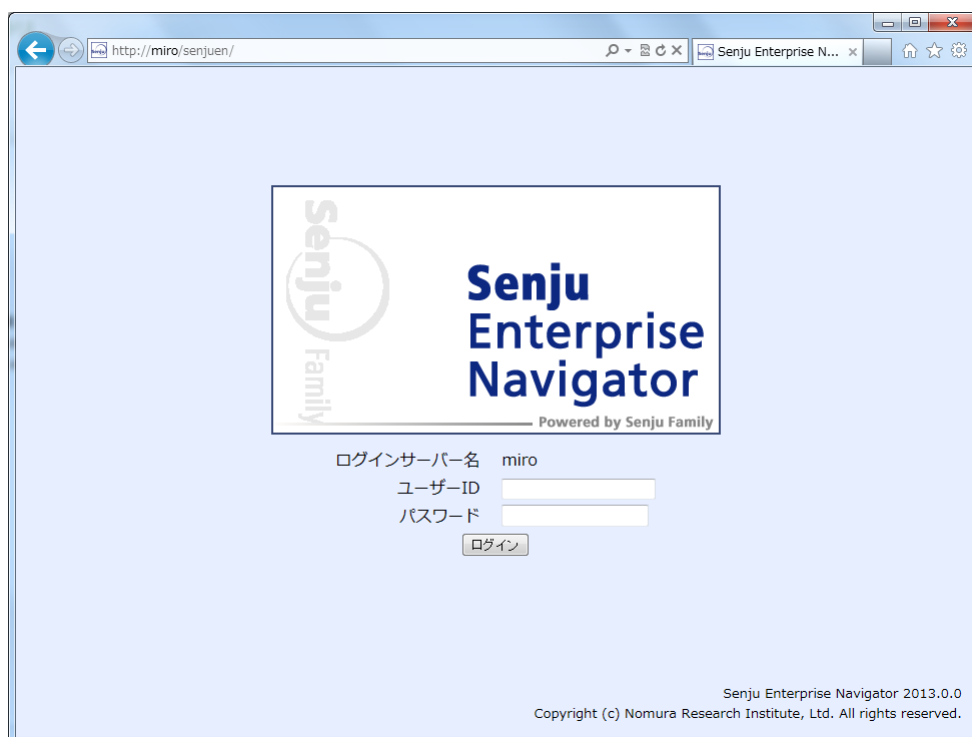 http://miro/senjuen/
Senju Enterprise N...
Senju Family
Senju
Enterprise
Navigator
Powered by Senju Family
ログインサーバー名 miro
ユーザーID
パスワード
ログイン
Senju Enterprise Navigator 2013.0.0
Copyright (c) Nomura Research Institute, Ltd. All rights reserved.